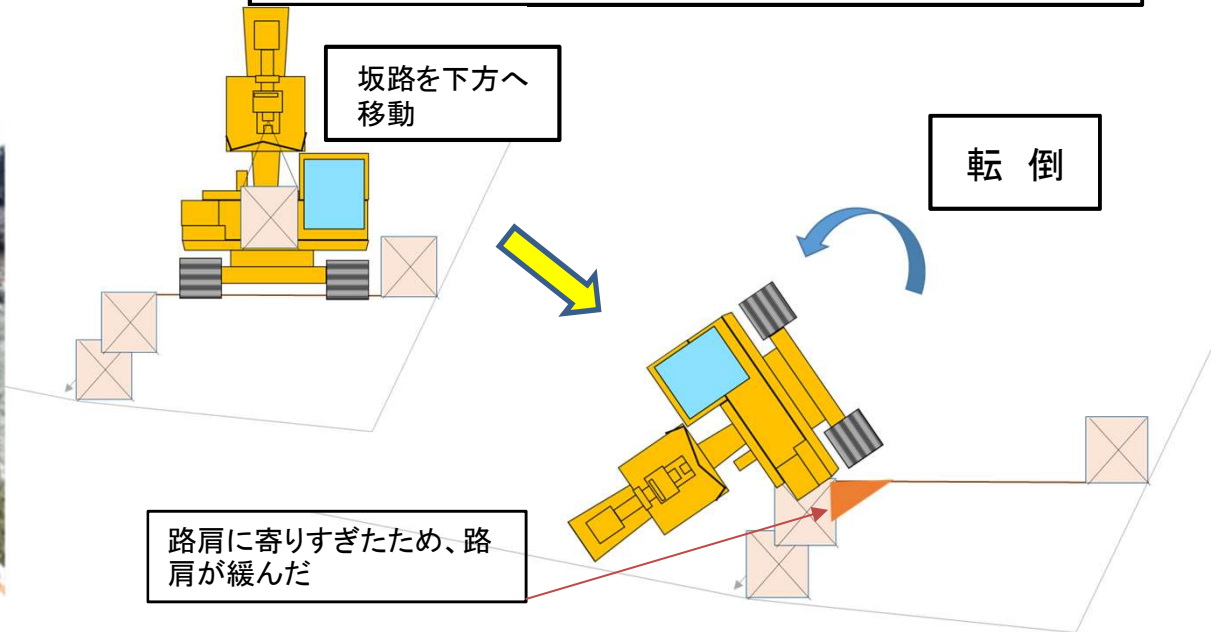 坂路を下方へ
移動
転 倒
路肩に寄りすぎたため、路
肩が緩んだ